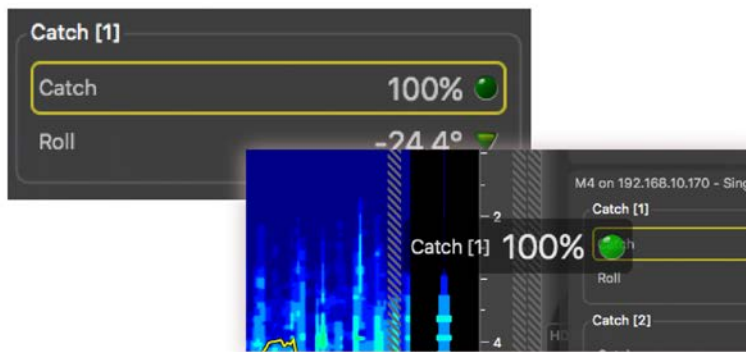 Catch [1]
Catch 100%
Roll -24.4°
M4 on 192.168.10.170 - Sing
Catch [1]
2
Catch [1] 100%
Roll
Catch [2]
4
HD